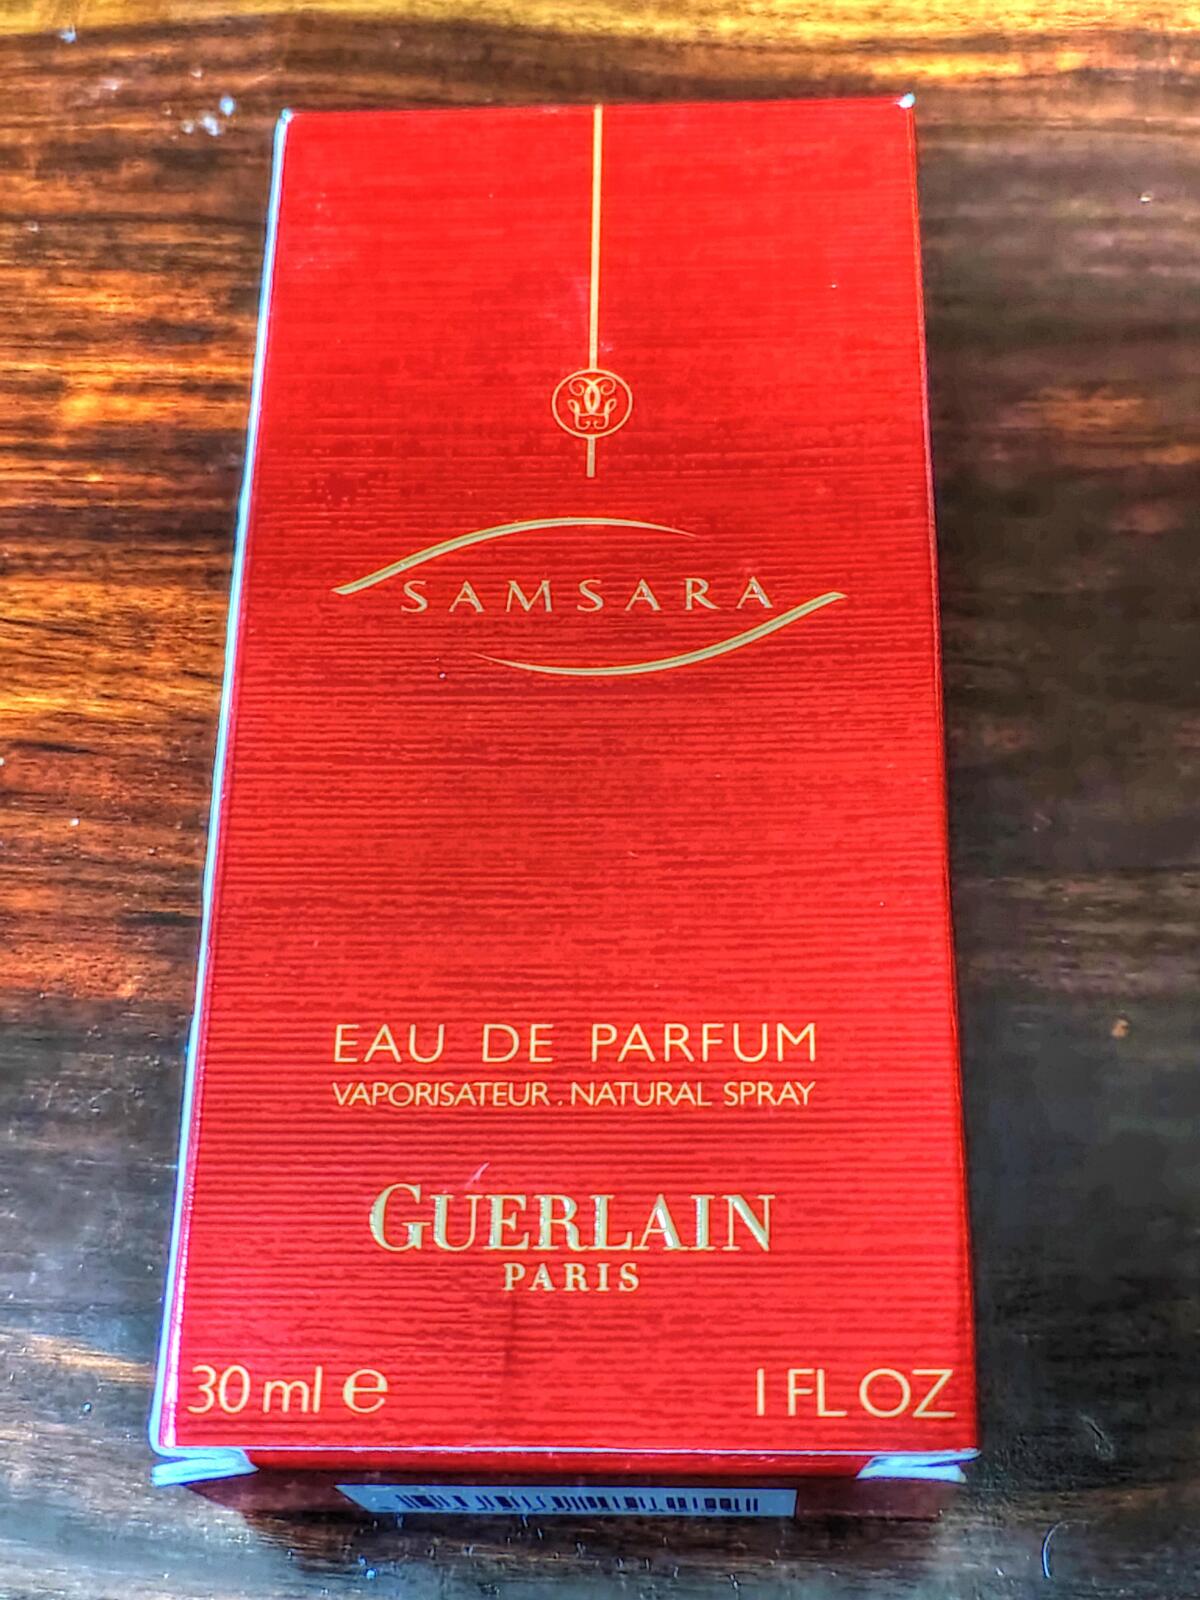 SAMSARA
EAU DE PARFUM
VAPORISATEUR . NATURAL SPRAY
GUERLAIN
PARIS
30 ml ℮
1 FL OZ